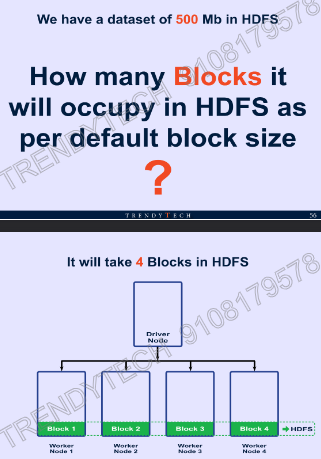 We have a dataset of 500 Mb in HDFS
How many Blocks it
will occupy in HDFS as
per default block size
?
TRENDYTECH 9108179578
TRENDYTECH 56
It will take 4 Blocks in HDFS
Driver
Node
TRENDYTECH 9108179578
Block 1 Block 2 Block 3 Block 4 HDFS
Worker Worker Worker Worker
Node 1 Node 2 Node 3 Node 4